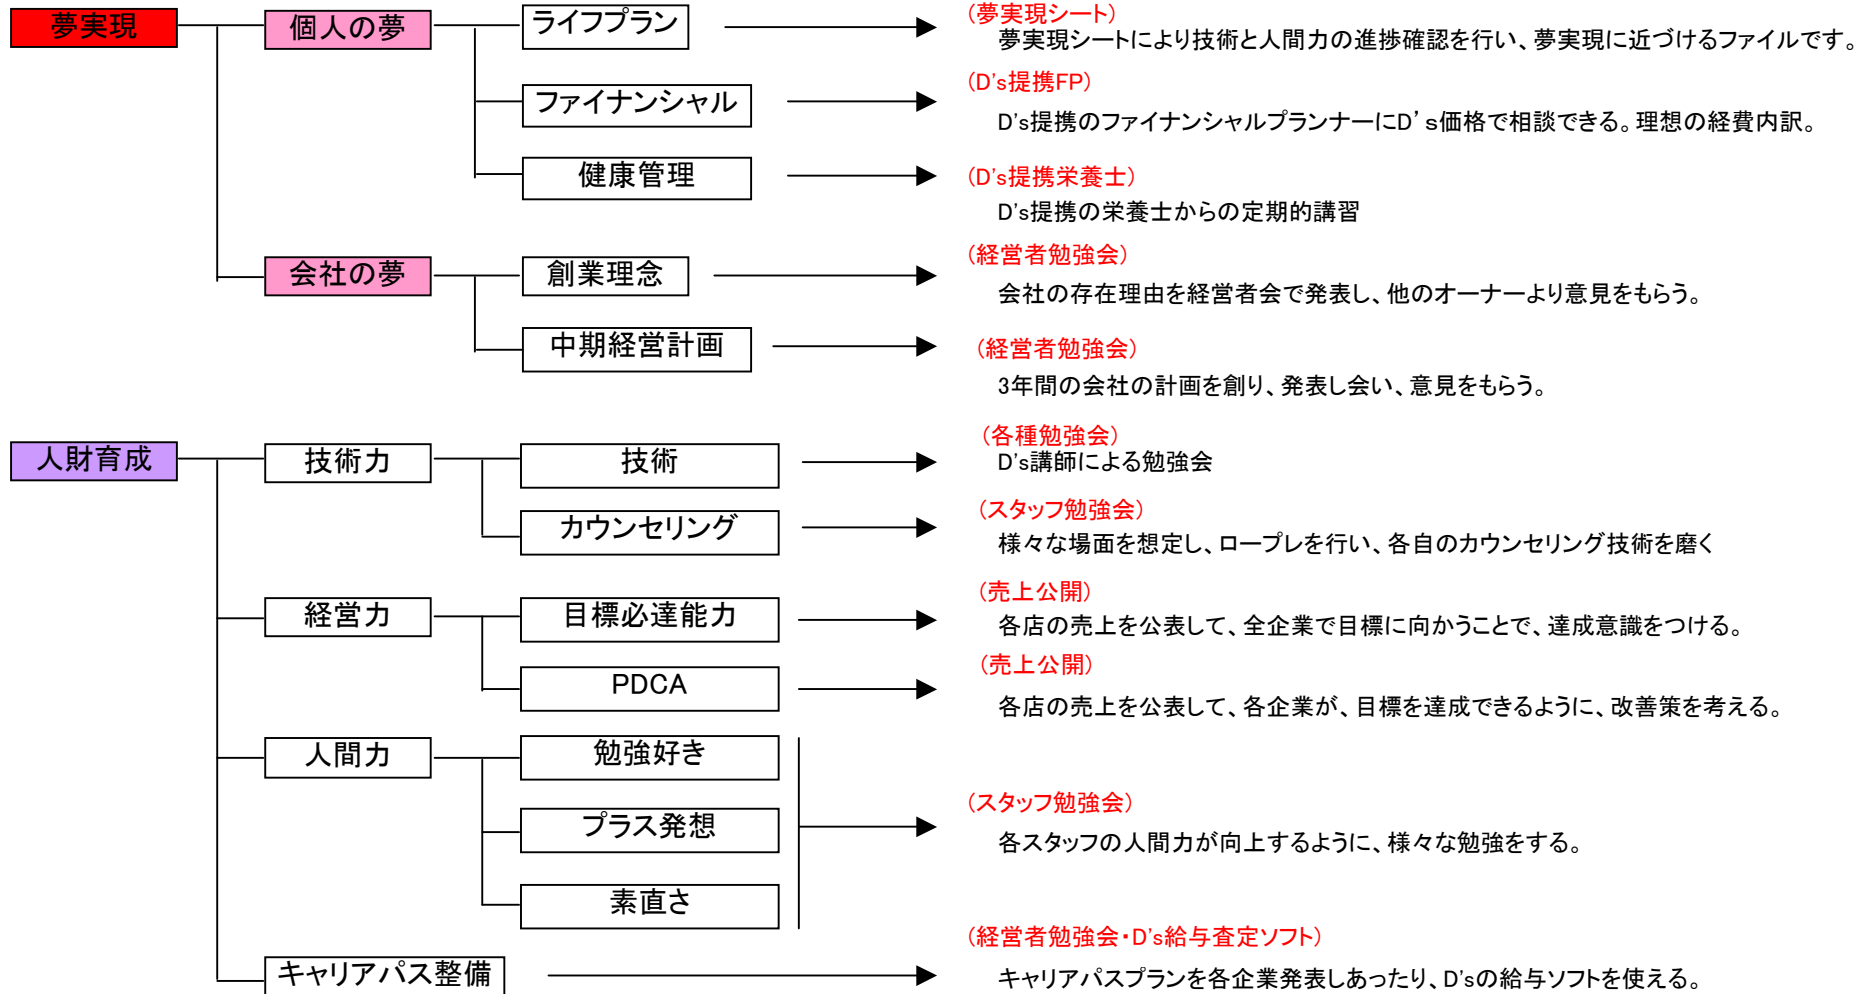 夢実現
個人の夢
ライフプラン
(夢実現シート)
夢実現シートにより技術と人間力の進捗確認を行い、夢実現に近づけるファイルです。
ファイナンシャル
(D's提携FP)
D's提携のファイナンシャルプランナーにD’s価格で相談できる。理想の経費内訳。
健康管理
(D's提携栄養士)
D's提携の栄養士からの定期的講習
会社の夢
創業理念
(経営者勉強会)
会社の存在理由を経営者会で発表し、他のオーナーより意見をもらう。
中期経営計画
(経営者勉強会)
3年間の会社の計画を創り、発表し会い、意見をもらう。
人財育成
技術力
技術
(各種勉強会)
D's講師による勉強会
カウンセリング
(スタッフ勉強会)
様々な場面を想定し、ロープレを行い、各自のカウンセリング技術を磨く
経営力
目標必達能力
(売上公開)
各店の売上を公表して、全企業で目標に向かうことで、達成意識をつける。
PDCA
(売上公開)
各店の売上を公表して、各企業が、目標を達成できるように、改善策を考える。
人間力
勉強好き
プラス発想
素直さ
(スタッフ勉強会)
各スタッフの人間力が向上するように、様々な勉強をする。
キャリアパス整備
(経営者勉強会・D's給与査定ソフト)
キャリアパスプランを各企業発表しあったり、D'sの給与ソフトを使える。